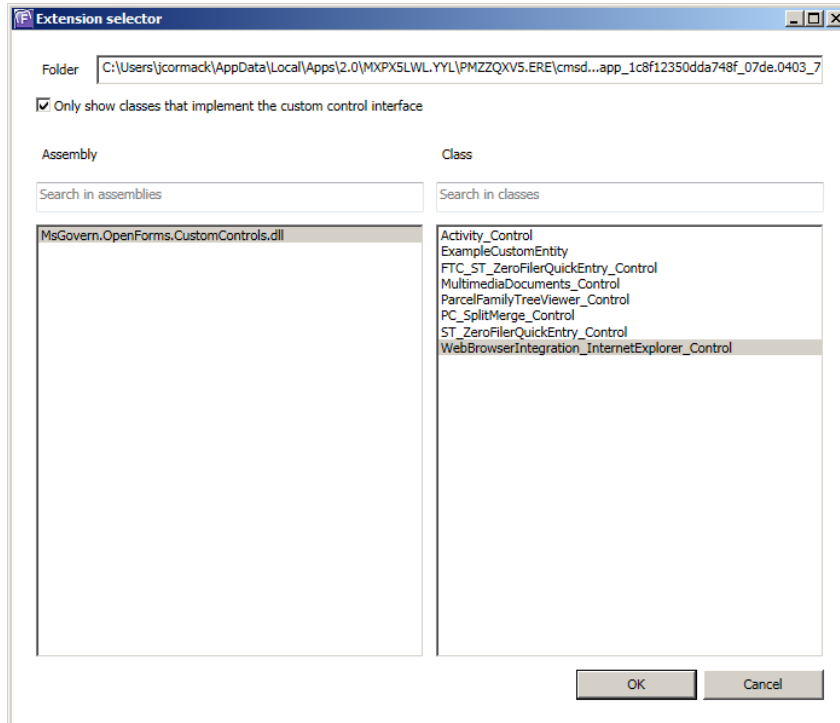 Extension selector
Folder
C:\Users\jcormack\AppData\Local\Apps\2.0\MXPX5LWL.YYL\PMZZQXV5.ERE\cmsd...app_1c8f12350dda748f_07de.0403_7
Only show classes that implement the custom control interface
Assembly
Class
Search in assemblies
Search in classes
MsGovern.OpenForms.CustomControls.dll
Activity_Control
ExampleCustomEntity
FTC_ST_ZeroFilerQuickEntry_Control
MultimediaDocuments_Control
ParcelFamilyTreeViewer_Control
PC_SplitMerge_Control
ST_ZeroFilerQuickEntry_Control
WebBrowserIntegration_InternetExplorer_Control
OK
Cancel